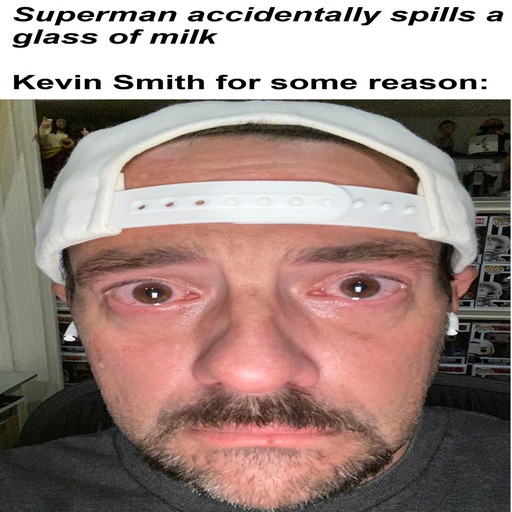 Superman accidentally spills a
glass of milk
Kevin Smith for some reason: